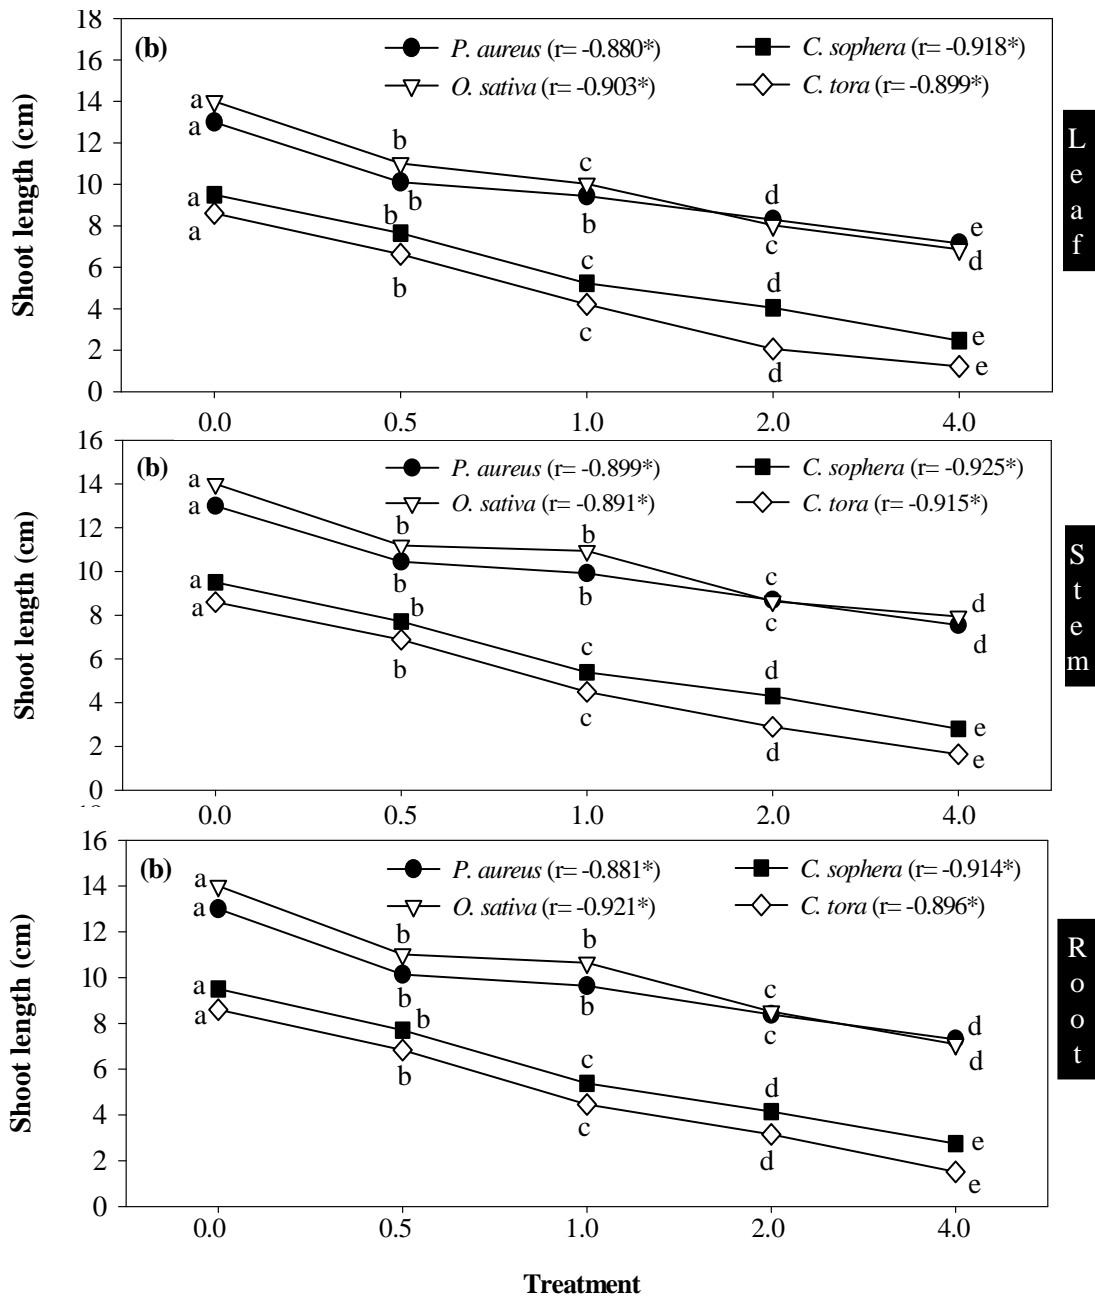 18
16
14
12
10
8
6
4
2
0
Shoot length (cm)
(b)
P. aureus (r= -0.880*)
C. sophera (r= -0.918*)
O. sativa (r= -0.903*)
C. tora (r= -0.899*)
a
a
a
a
b
b
b
b
c
b
c
c
d
c
d
d
e
d
e
e
0.0 0.5 1.0 2.0 4.0
Leaf
16
14
12
10
8
6
4
2
0
Shoot length (cm)
(b)
P. aureus (r= -0.899*)
C. sophera (r= -0.925*)
O. sativa (r= -0.891*)
C. tora (r= -0.915*)
a
a
a
a
b
b
b
b
b
b
c
c
c
c
d
d
d
d
e
e
0.0 0.5 1.0 2.0 4.0
Stem
16
14
12
10
8
6
4
2
0
Shoot length (cm)
(b)
P. aureus (r= -0.881*)
C. sophera (r= -0.914*)
O. sativa (r= -0.921*)
C. tora (r= -0.896*)
a
a
a
a
b
b
b
b
b
b
c
c
c
c
d
d
d
d
e
e
0.0 0.5 1.0 2.0 4.0
Root
Treatment